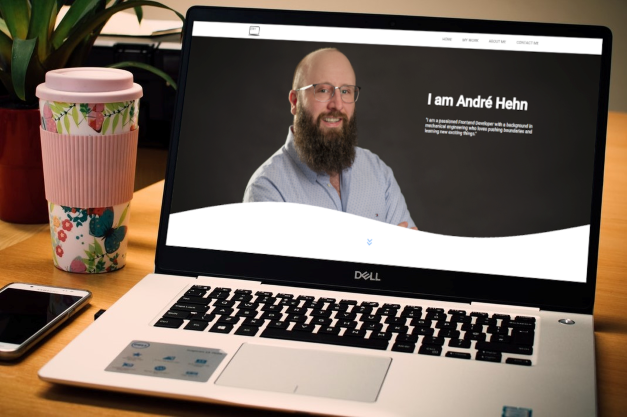 HOME MY WORK ABOUT ME CONTACT ME
I am André Hehn
"I am a passioned Frontend Developer with a background in
mechanical engineering who loves pushing boundaries and
learning new exciting things"
DELL